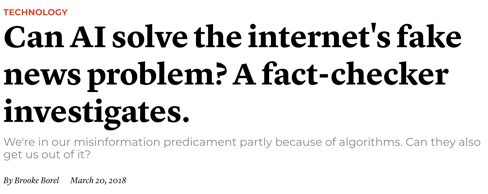 TECHNOLOGY
Can AI solve the internet's fake
news problem? A fact-checker
investigates.
We're in our misinformation predicament partly because of algorithms. Can they also
get us out of it?
By Brooke Borel March 20, 2018